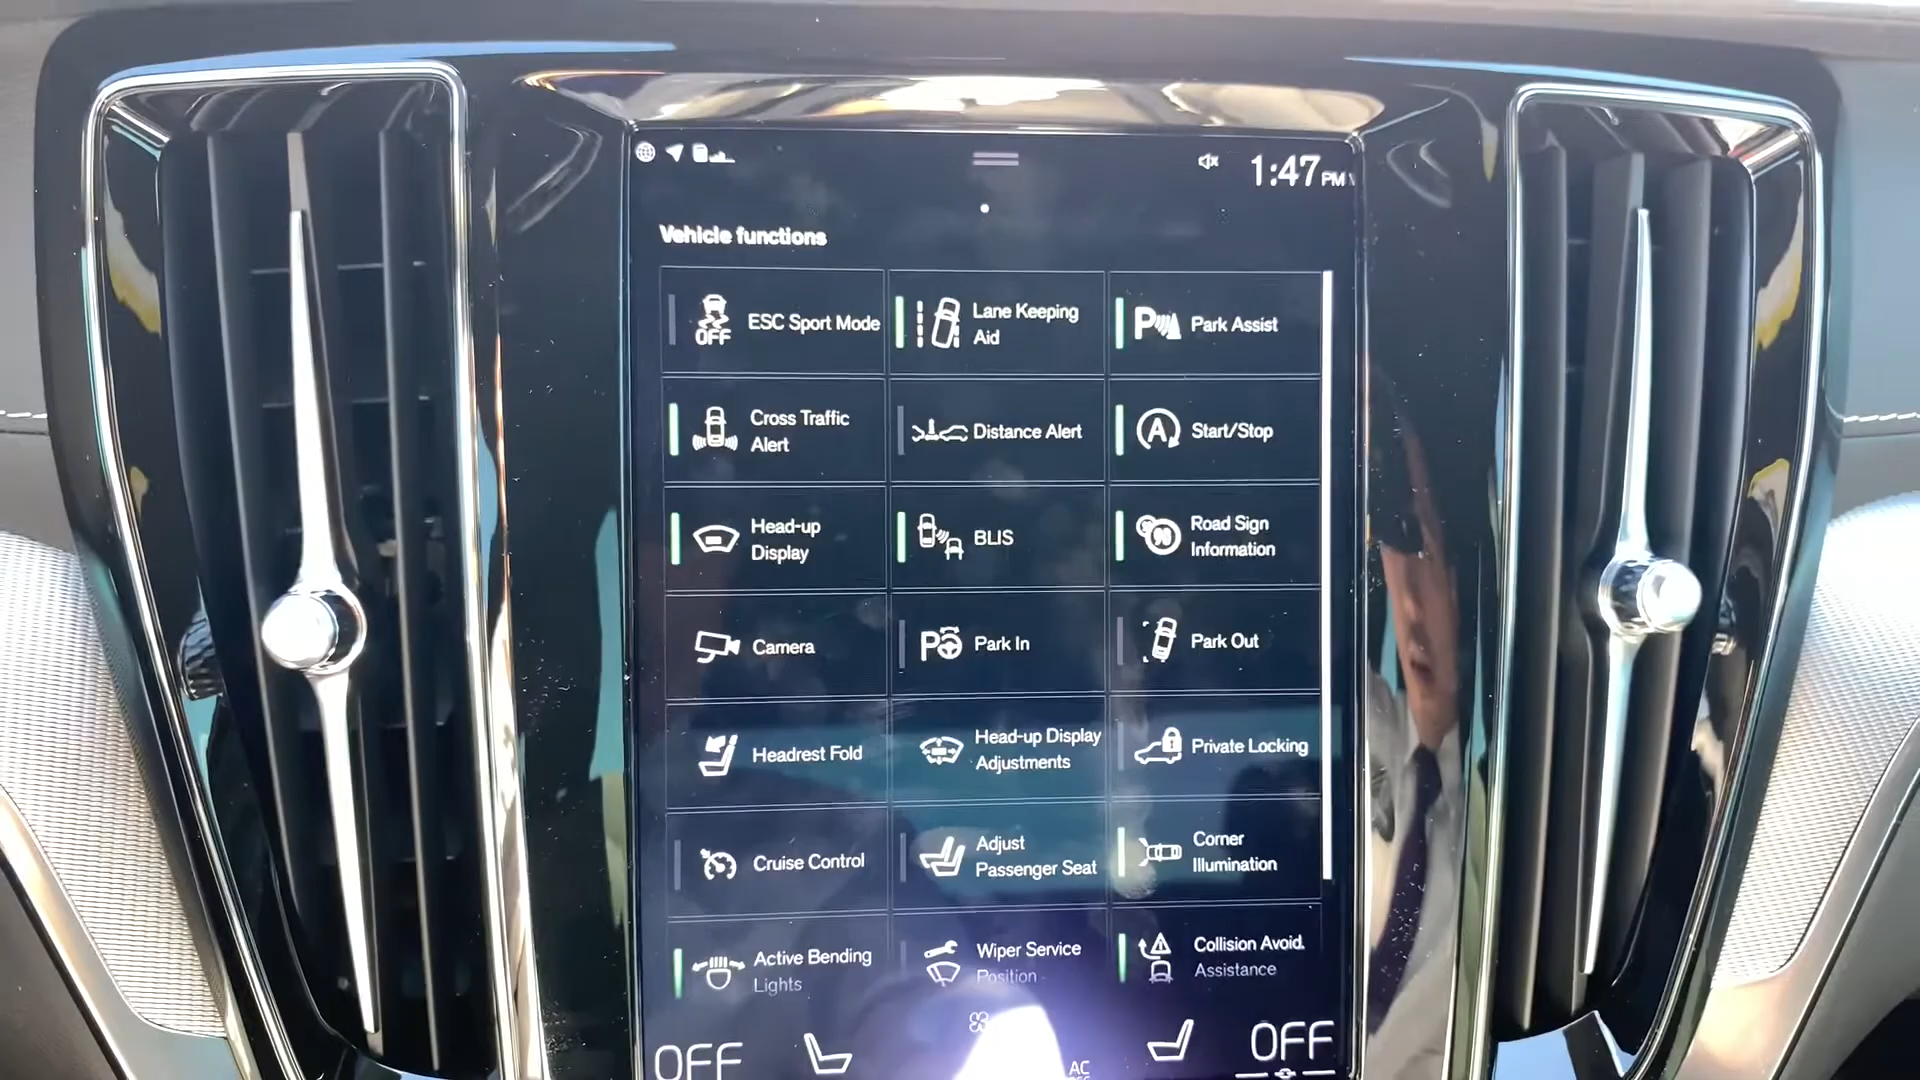 1:47 PM
Vehicle functions
OFF
ESC Sport Mode
Lane Keeping
Aid
P
Park Assist
Cross Traffic
Alert
Distance Alert
A
Start/Stop
Head-up
Display
BLIS
90
Road Sign
Information
Camera
P
Park In
Park Out
Headrest Fold
Head-up Display
Adjustments
Private Locking
Cruise Control
Adjust
Passenger Seat
Corner
Illumination
Active Bending
Lights
Wiper Service
Position
Collision Avoid.
Assistance
OFF
AC
OFF